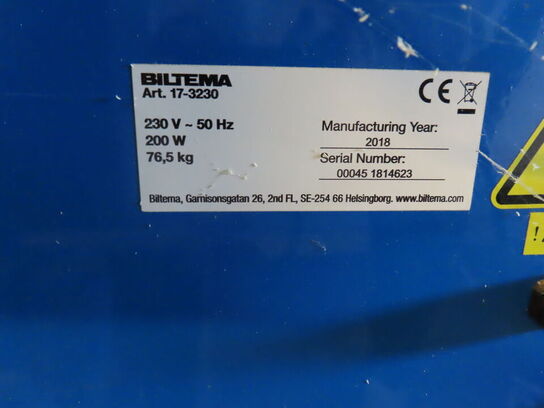 BILTEMA
Art. 17-3230
CE
230 V ~ 50 Hz
200 W
76,5 kg
Manufacturing Year:
2018
Serial Number:
00045 1814623
Biltema, Garnisonsgatan 26, 2nd FL, SE-254 66 Helsingborg. www.biltema.com
!